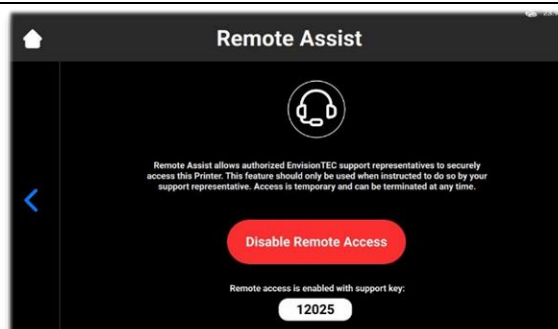 Remote Assist
Remote Assist allows authorized EnvisionTEC support representatives to securely
access this Printer. This feature should only be used when instructed to do so by your
support representative. Access is temporary and can be terminated at any time.
Disable Remote Access
Remote access is enabled with support key:
12025